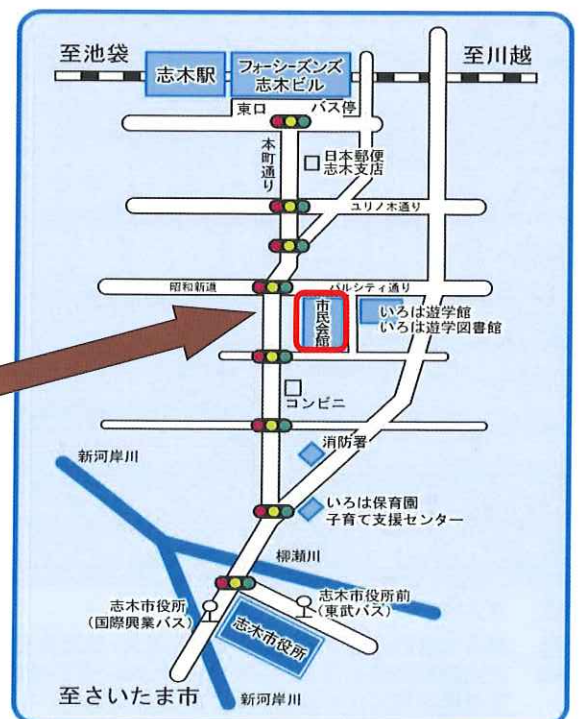 至池袋
志木駅
フォーシーズンズ
志木ビル
至川越
東口
バス停
本町通り
日本郵便
志木支店
ユリノ木通り
昭和新道
パルシティ通り
市民会館
いろは遊学館
いろは遊学図書館
コンビニ
消防署
新河岸川
いろは保育園
子育て支援センター
柳瀬川
志木市役所
(国際興業バス)
志木市役所前
(東武バス)
志木市役所
至さいたま市
新河岸川